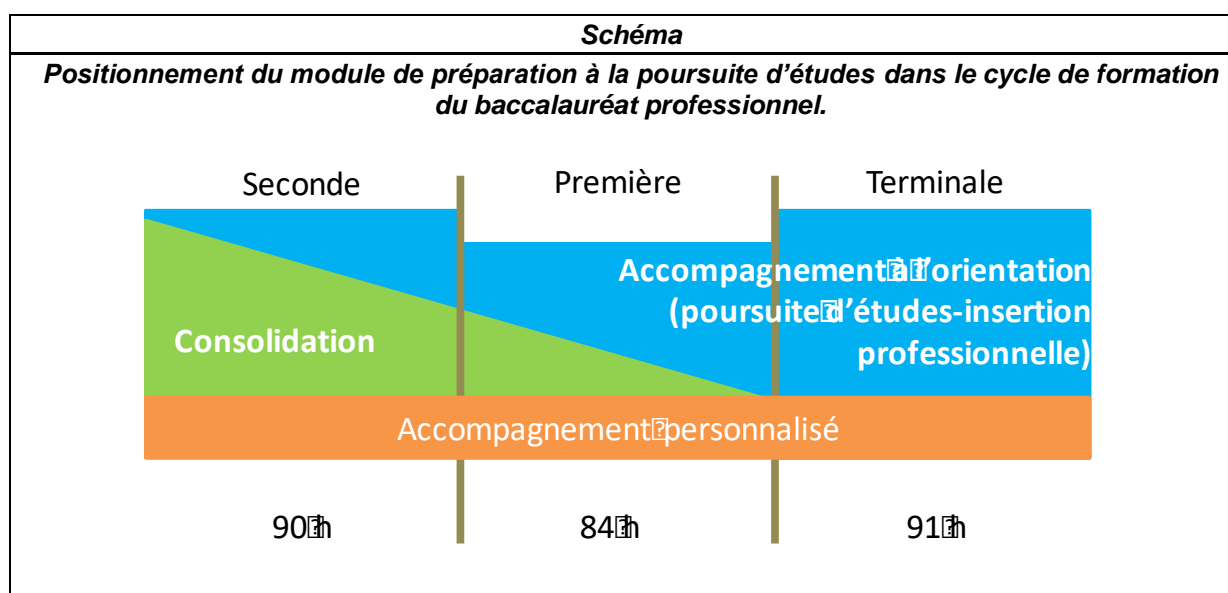 Schéma
Positionnement du module de préparation à la poursuite d'études dans le cycle de formation
du baccalauréat professionnel.
Seconde
Première
Terminale
Accompagnement à l'orientation
(poursuite d'études-insertion
professionnelle)
Consolidation
Accompagnement personnalisé
90 h
84 h
91 h